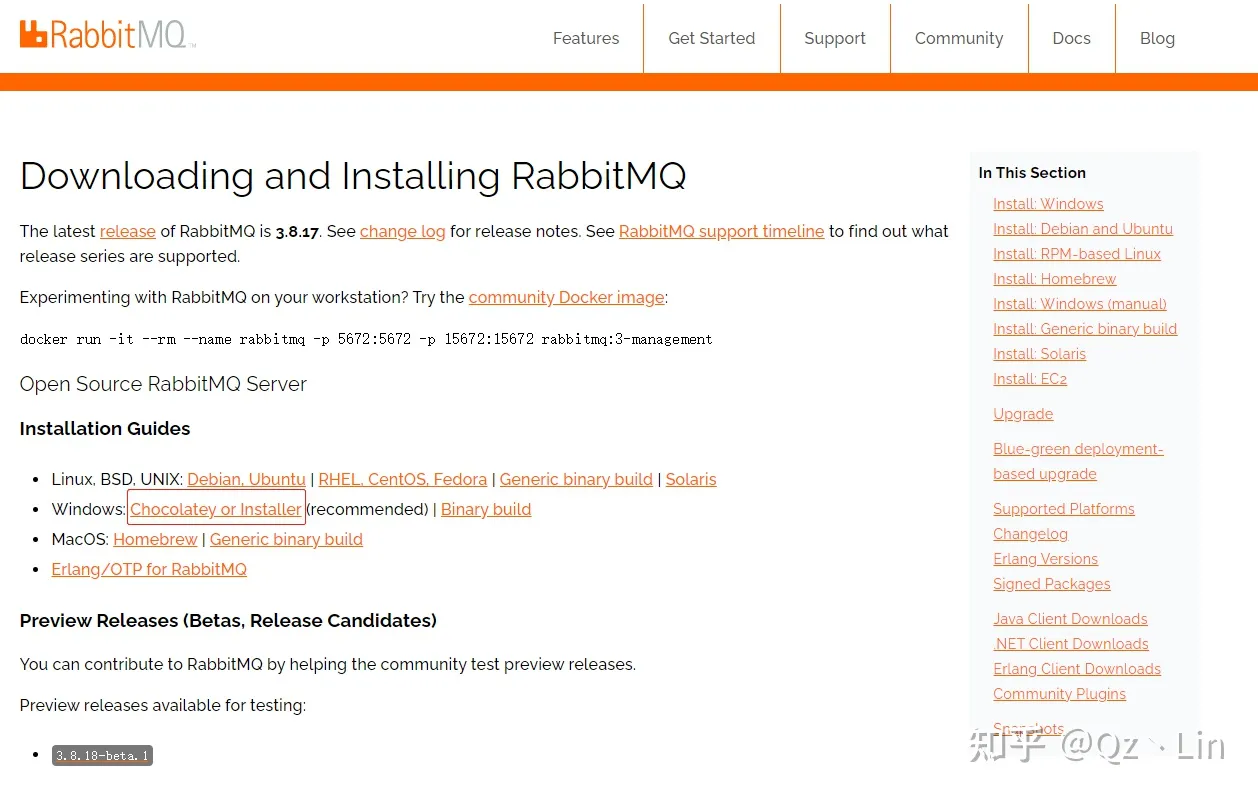 RabbitMQ
Features
Get Started
Support
Community
Docs
Blog
Downloading and Installing RabbitMQ
The latest release of RabbitMQ is 3.8.17. See change log for release notes. See RabbitMQ support timeline to find out what
release series are supported.
Experimenting with RabbitMQ on your workstation? Try the community Docker image:
docker run -it --rm --name rabbitmq -p 5672:5672 -p 15672:15672 rabbitmq:3-management
Open Source RabbitMQ Server
Installation Guides
• Linux, BSD, UNIX: Debian, Ubuntu | RHEL, CentOS, Fedora | Generic binary build | Solaris
• Windows: Chocolatey or Installer (recommended) | Binary build
• MacOS: Homebrew | Generic binary build
• Erlang/OTP for RabbitMQ
Preview Releases (Betas, Release Candidates)
You can contribute to RabbitMQ by helping the community test preview releases.
Preview releases available for testing:
• 3.8.18-beta.1
In This Section
Install: Windows
Install: Debian and Ubuntu
Install: RPM-based Linux
Install: Homebrew
Install: Windows (manual)
Install: Generic binary build
Install: Solaris
Install: EC2
Upgrade
Blue-green deployment-
based upgrade
Supported Platforms
Changelog
Erlang Versions
Signed Packages
Java Client Downloads
.NET Client Downloads
Erlang Client Downloads
Community Plugins
Snapshots
知乎 @Qz丶Lin